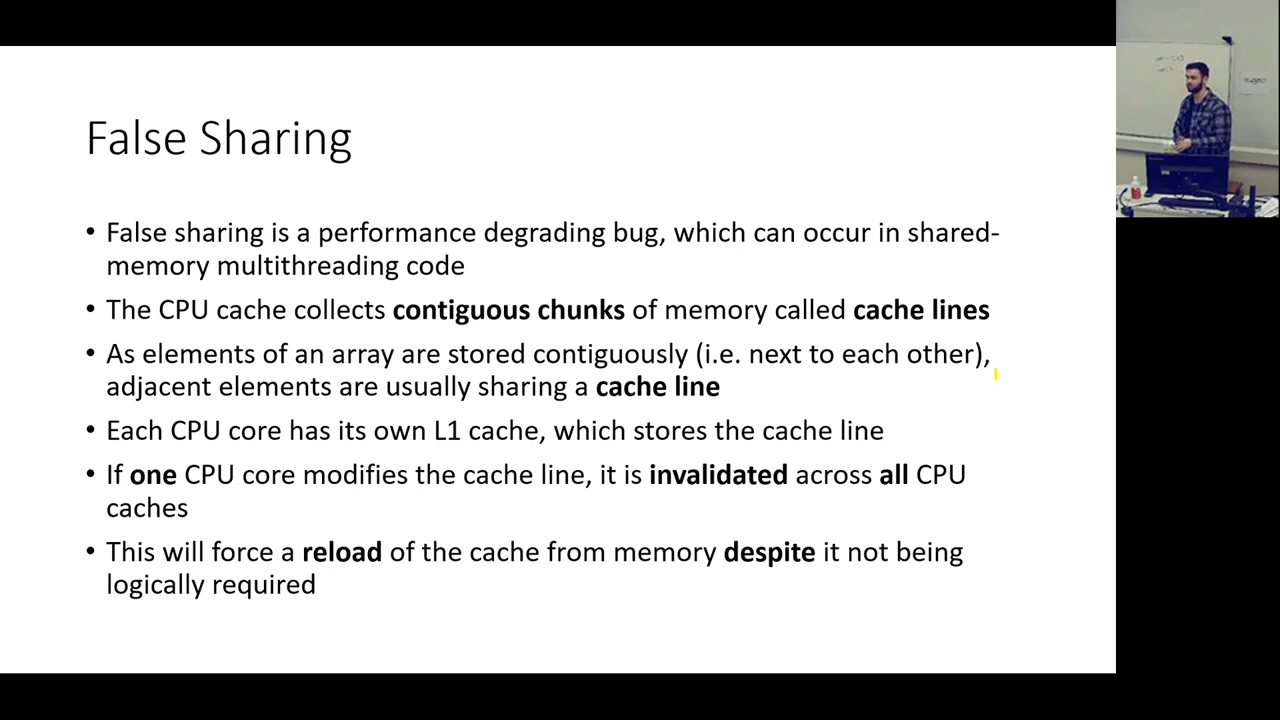 False Sharing
• False sharing is a performance degrading bug, which can occur in shared-
memory multithreading code
• The CPU cache collects contiguous chunks of memory called cache lines
• As elements of an array are stored contiguously (i.e. next to each other),
adjacent elements are usually sharing a cache line
• Each CPU core has its own L1 cache, which stores the cache line
• If one CPU core modifies the cache line, it is invalidated across all CPU
caches
• This will force a reload of the cache from memory despite it not being
logically required